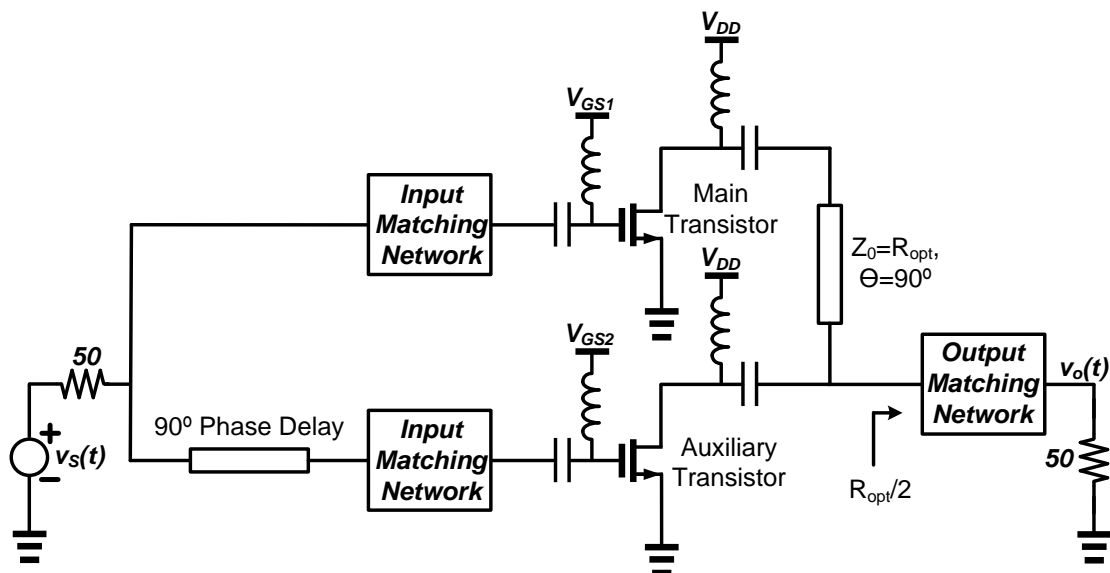 V_DD
V_GS1
Input
Matching
Network
Main
Transistor
Z_0=R_opt,
Θ=90º
V_DD
V_GS2
50
+
v_S(t)
−
90º Phase Delay
Input
Matching
Network
Auxiliary
Transistor
R_opt/2
Output
Matching
Network
v_o(t)
50